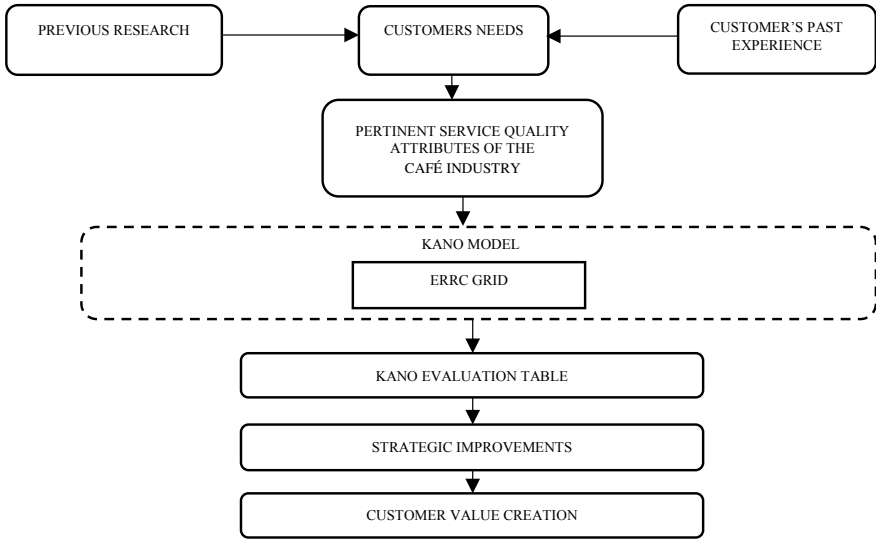 PREVIOUS RESEARCH
CUSTOMERS NEEDS
CUSTOMER’S PAST
EXPERIENCE
PERTINENT SERVICE QUALITY
ATTRIBUTES OF THE
CAFÉ INDUSTRY
KANO MODEL
ERRC GRID
KANO EVALUATION TABLE
STRATEGIC IMPROVEMENTS
CUSTOMER VALUE CREATION